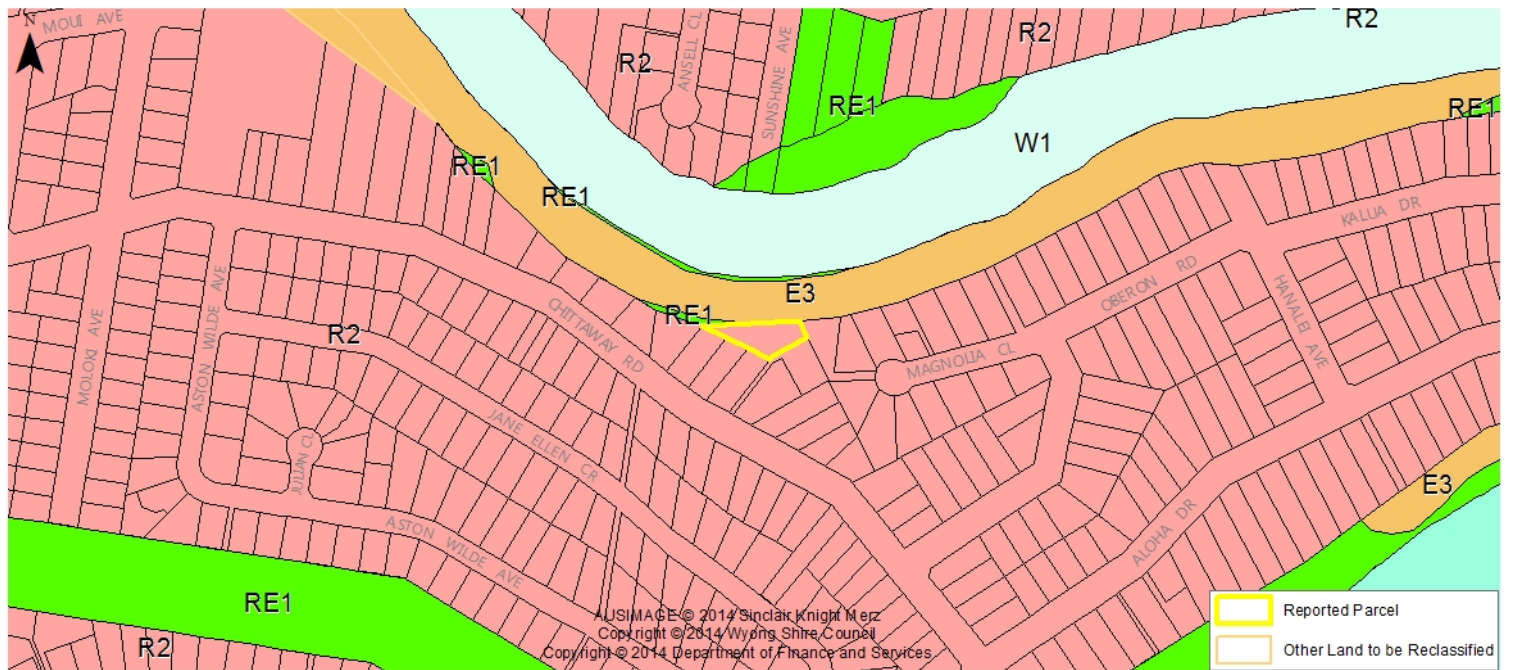 N
MOUI AVE
R2
ANSELL CL
SUNSHINE AVE
R2
R2
RE1
RE1
W1
RE1
RE1
KALUA DR
E3
RE1
OBERON RD
HANALEI AVE
CHITTAWAY RD
MAGNOLIA CL
MOLOKI AVE
ASTON WILDE AVE
R2
JANE ELLEN CR
JULIAN CL
E3
ASTON WILDE AVE
ALOHA DR
RE1
R2
AUSIMAGE © 2014 Sinclair Knight Merz
Copyright © 2014 Wyong Shire Council
Copyright © 2014 Department of Finance and Services
Reported Parcel
Other Land to be Reclassified